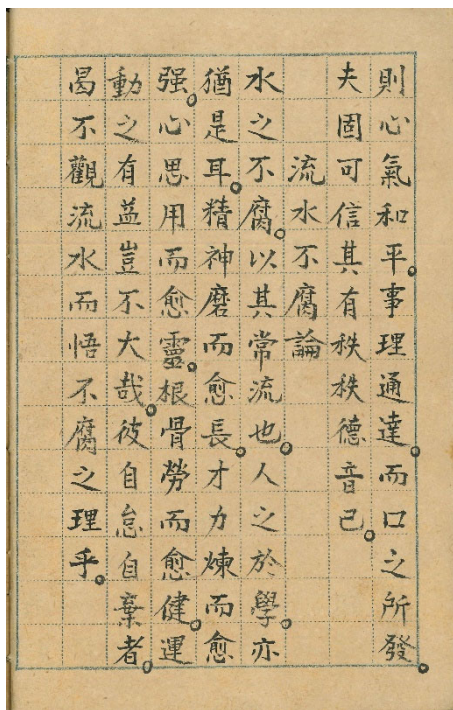 則心氣和平。事理通達。而口之所發。
夫固可信其有秩秩德音已。
流水不腐論
水之不腐。以其常流也。人之於學。亦
猶是耳。精神磨而愈長。才力煉而愈
强。心思用而愈靈。根骨勞而愈健。運
動之有益豈不大哉。彼自怠自棄者。
曷不觀流水而悟不腐之理乎。